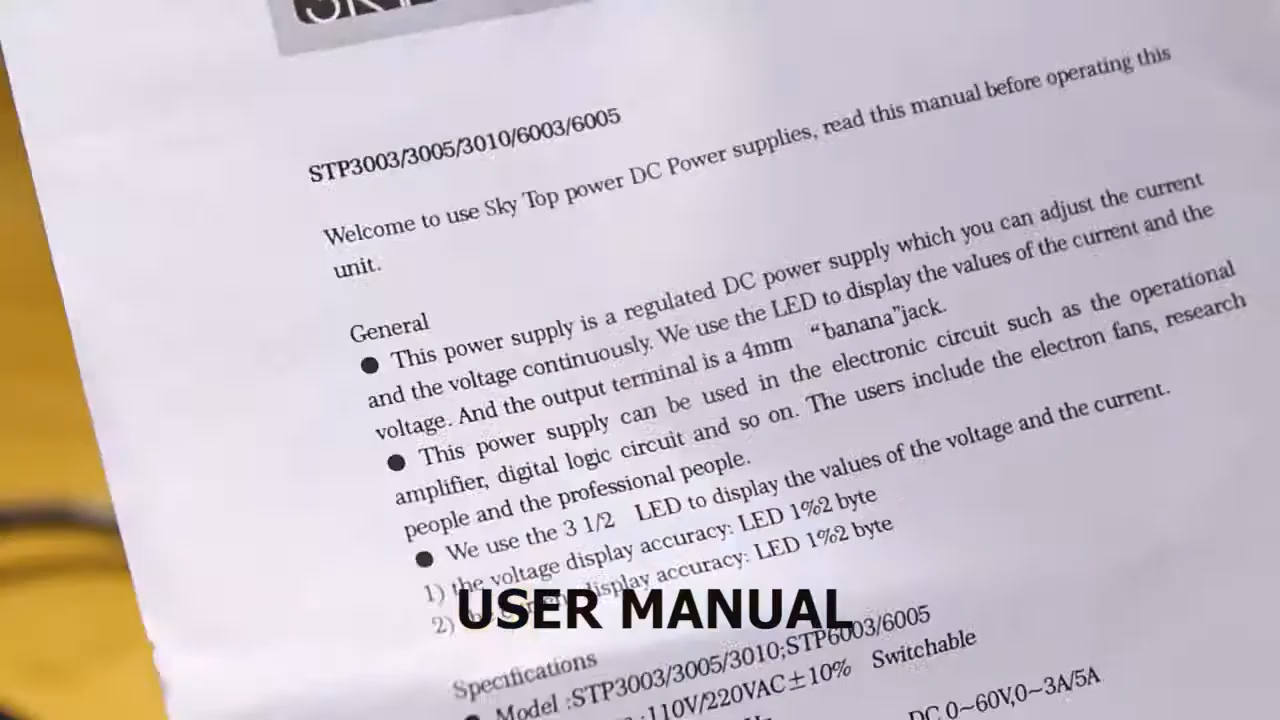 STP3003/3005/3010/6003/6005
Welcome to use Sky Top power DC Power supplies, read this manual before operating this
unit.
General
● This power supply is a regulated DC power supply which you can adjust the current
and the voltage continuously. We use the LED to display the values of the current and the
voltage. And the output terminal is a 4mm “banana”jack.
● This power supply can be used in the electronic circuit such as the operational
amplifier, digital logic circuit and so on. The users include the electron fans, research
people and the professional people.
● We use the 3 1/2 LED to display the values of the voltage and the current.
1) the voltage display accuracy: LED 1%2 byte
2) the display accuracy: LED 1%2 byte
USER MANUAL
Specifications
● Model :STP3003/3005/3010;STP6003/6005
:110V/220VAC±10% Switchable
DC 0~60V,0~3A/5A